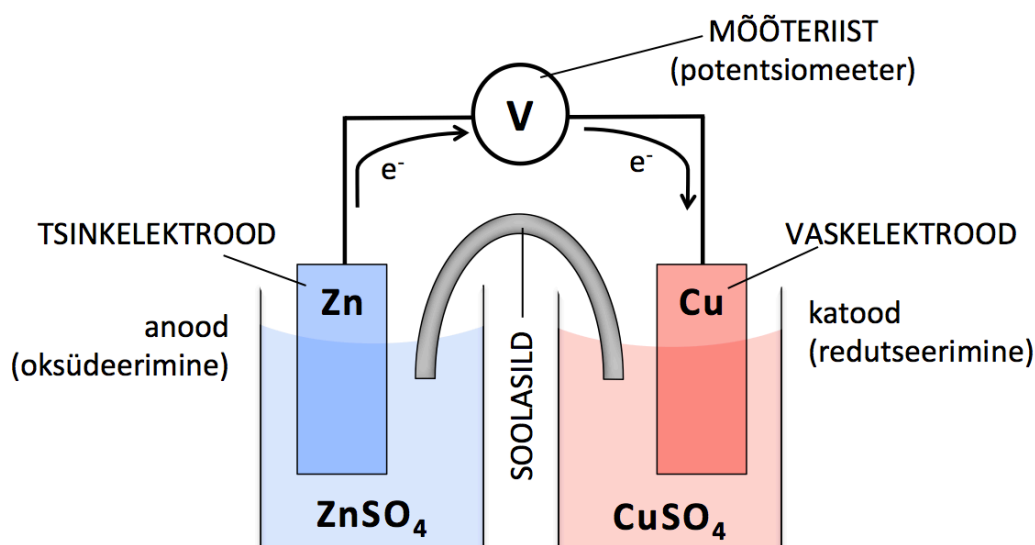 MÕÕTERIIST
(potentsiomeeter)
V
e⁻
e⁻
TSINKELEKTROOD
VASKELEKTROOD
Zn
Cu
anood
(oksüdeerimine)
katood
(redutseerimine)
SOOLASILD
ZnSO₄
CuSO₄